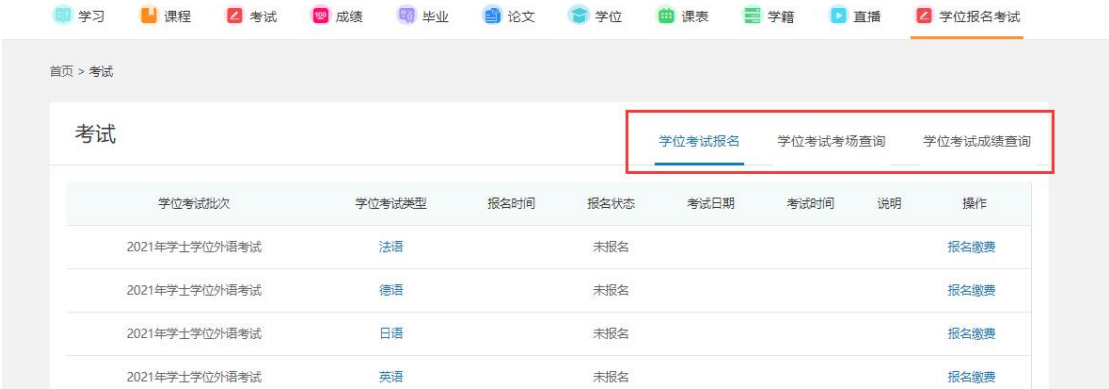 学习 课程 考试 成绩 毕业 论文 学位 课表 学籍 直播 学位报名考试
首页 > 考试
考试 学位考试报名 学位考试考场查询 学位考试成绩查询
学位考试批次 学位考试类型 报名时间 报名状态 考试日期 考试时间 说明 操作
2021年学士学位外语考试 法语 未报名 报名缴费
2021年学士学位外语考试 德语 未报名 报名缴费
2021年学士学位外语考试 日语 未报名 报名缴费
2021年学士学位外语考试 英语 未报名 报名缴费